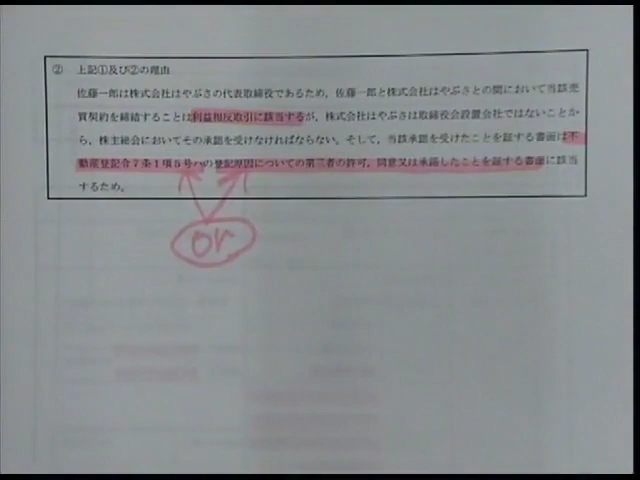 ② 上記①及び②の理由
佐藤一郎は株式会社はやぶさの代表取締役であるため、佐藤一郎と株式会社はやぶさとの間において当該売
買契約を締結することは利益相反取引に該当するが、株式会社はやぶさは取締役会設置会社ではないことか
ら、株主総会においてその承認を受けなければならない。そして、当該承認を受けたことを証する書面は不
動産登記令7条1項5号ハの登記原因についての第三者の許可、同意又は承諾したことを証する書面に該当
するため。
or